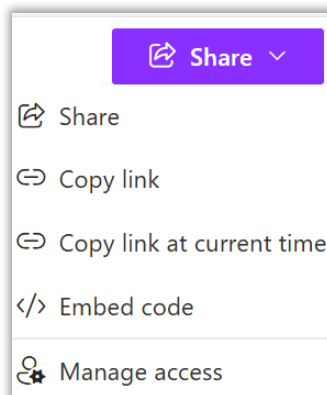 Share
Share
Copy link
Copy link at current time
Embed code
Manage access